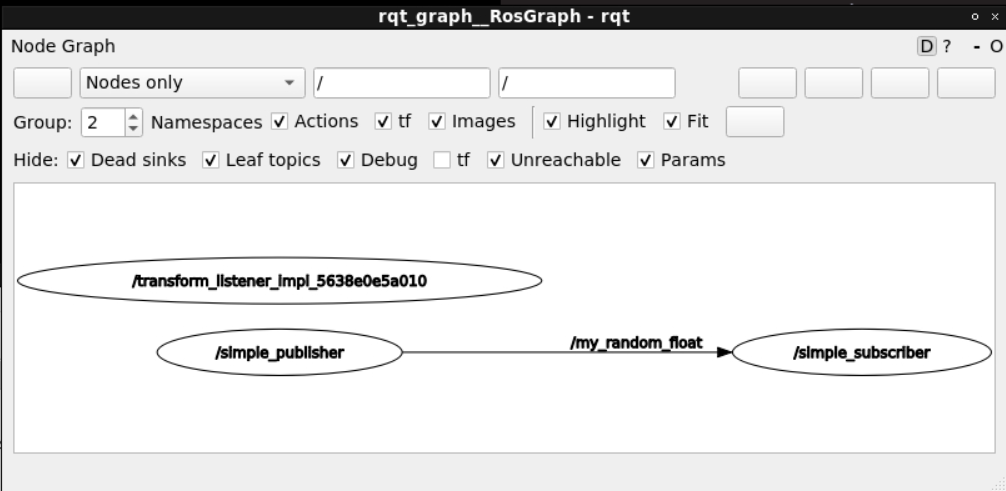 rqt_graph__RosGraph - rqt
Node Graph D ? - O
Nodes only / /
Group: 2 Namespaces Actions tf Images Highlight Fit
Hide: Dead sinks Leaf topics Debug tf Unreachable Params
/transform_listener_impl_5638e0e5a010
/my_random_float
/simple_publisher /simple_subscriber